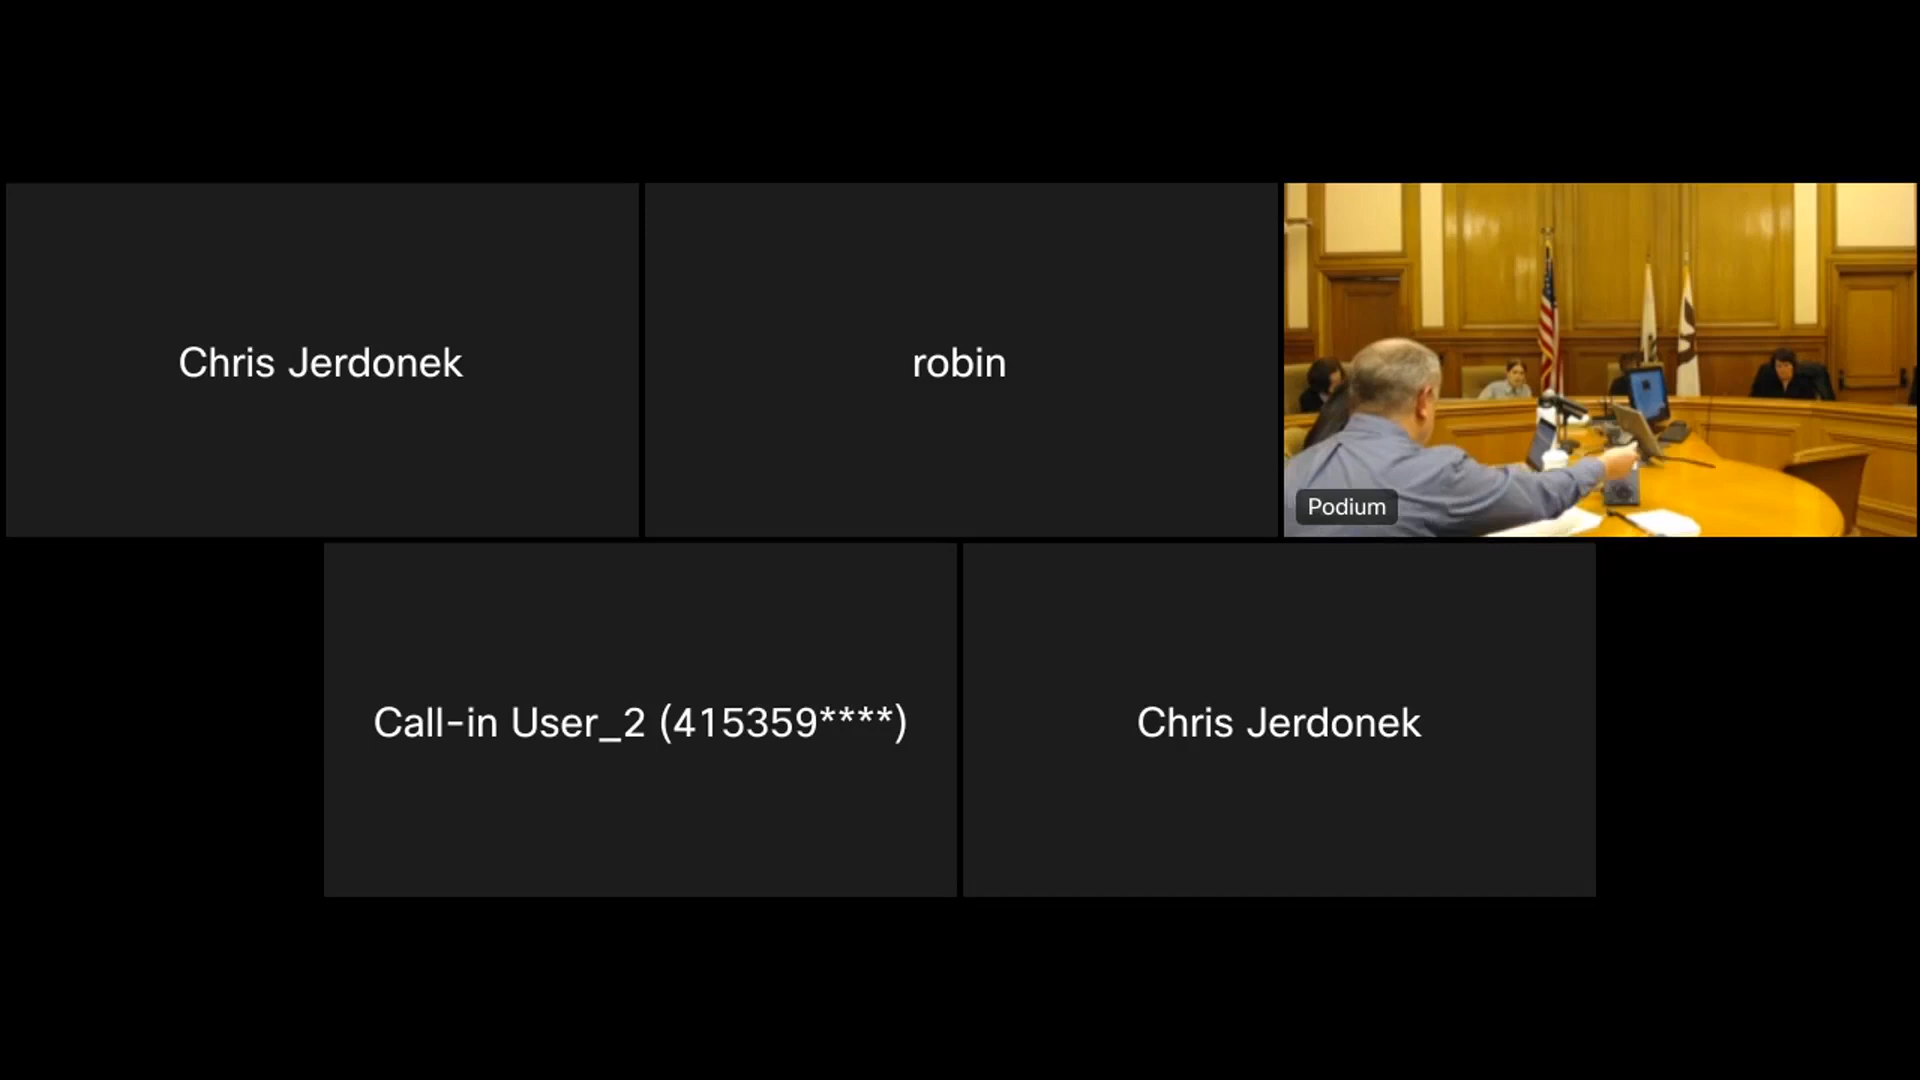 Chris Jerdonek
robin
Podium
Call-in User_2 (415359****)
Chris Jerdonek